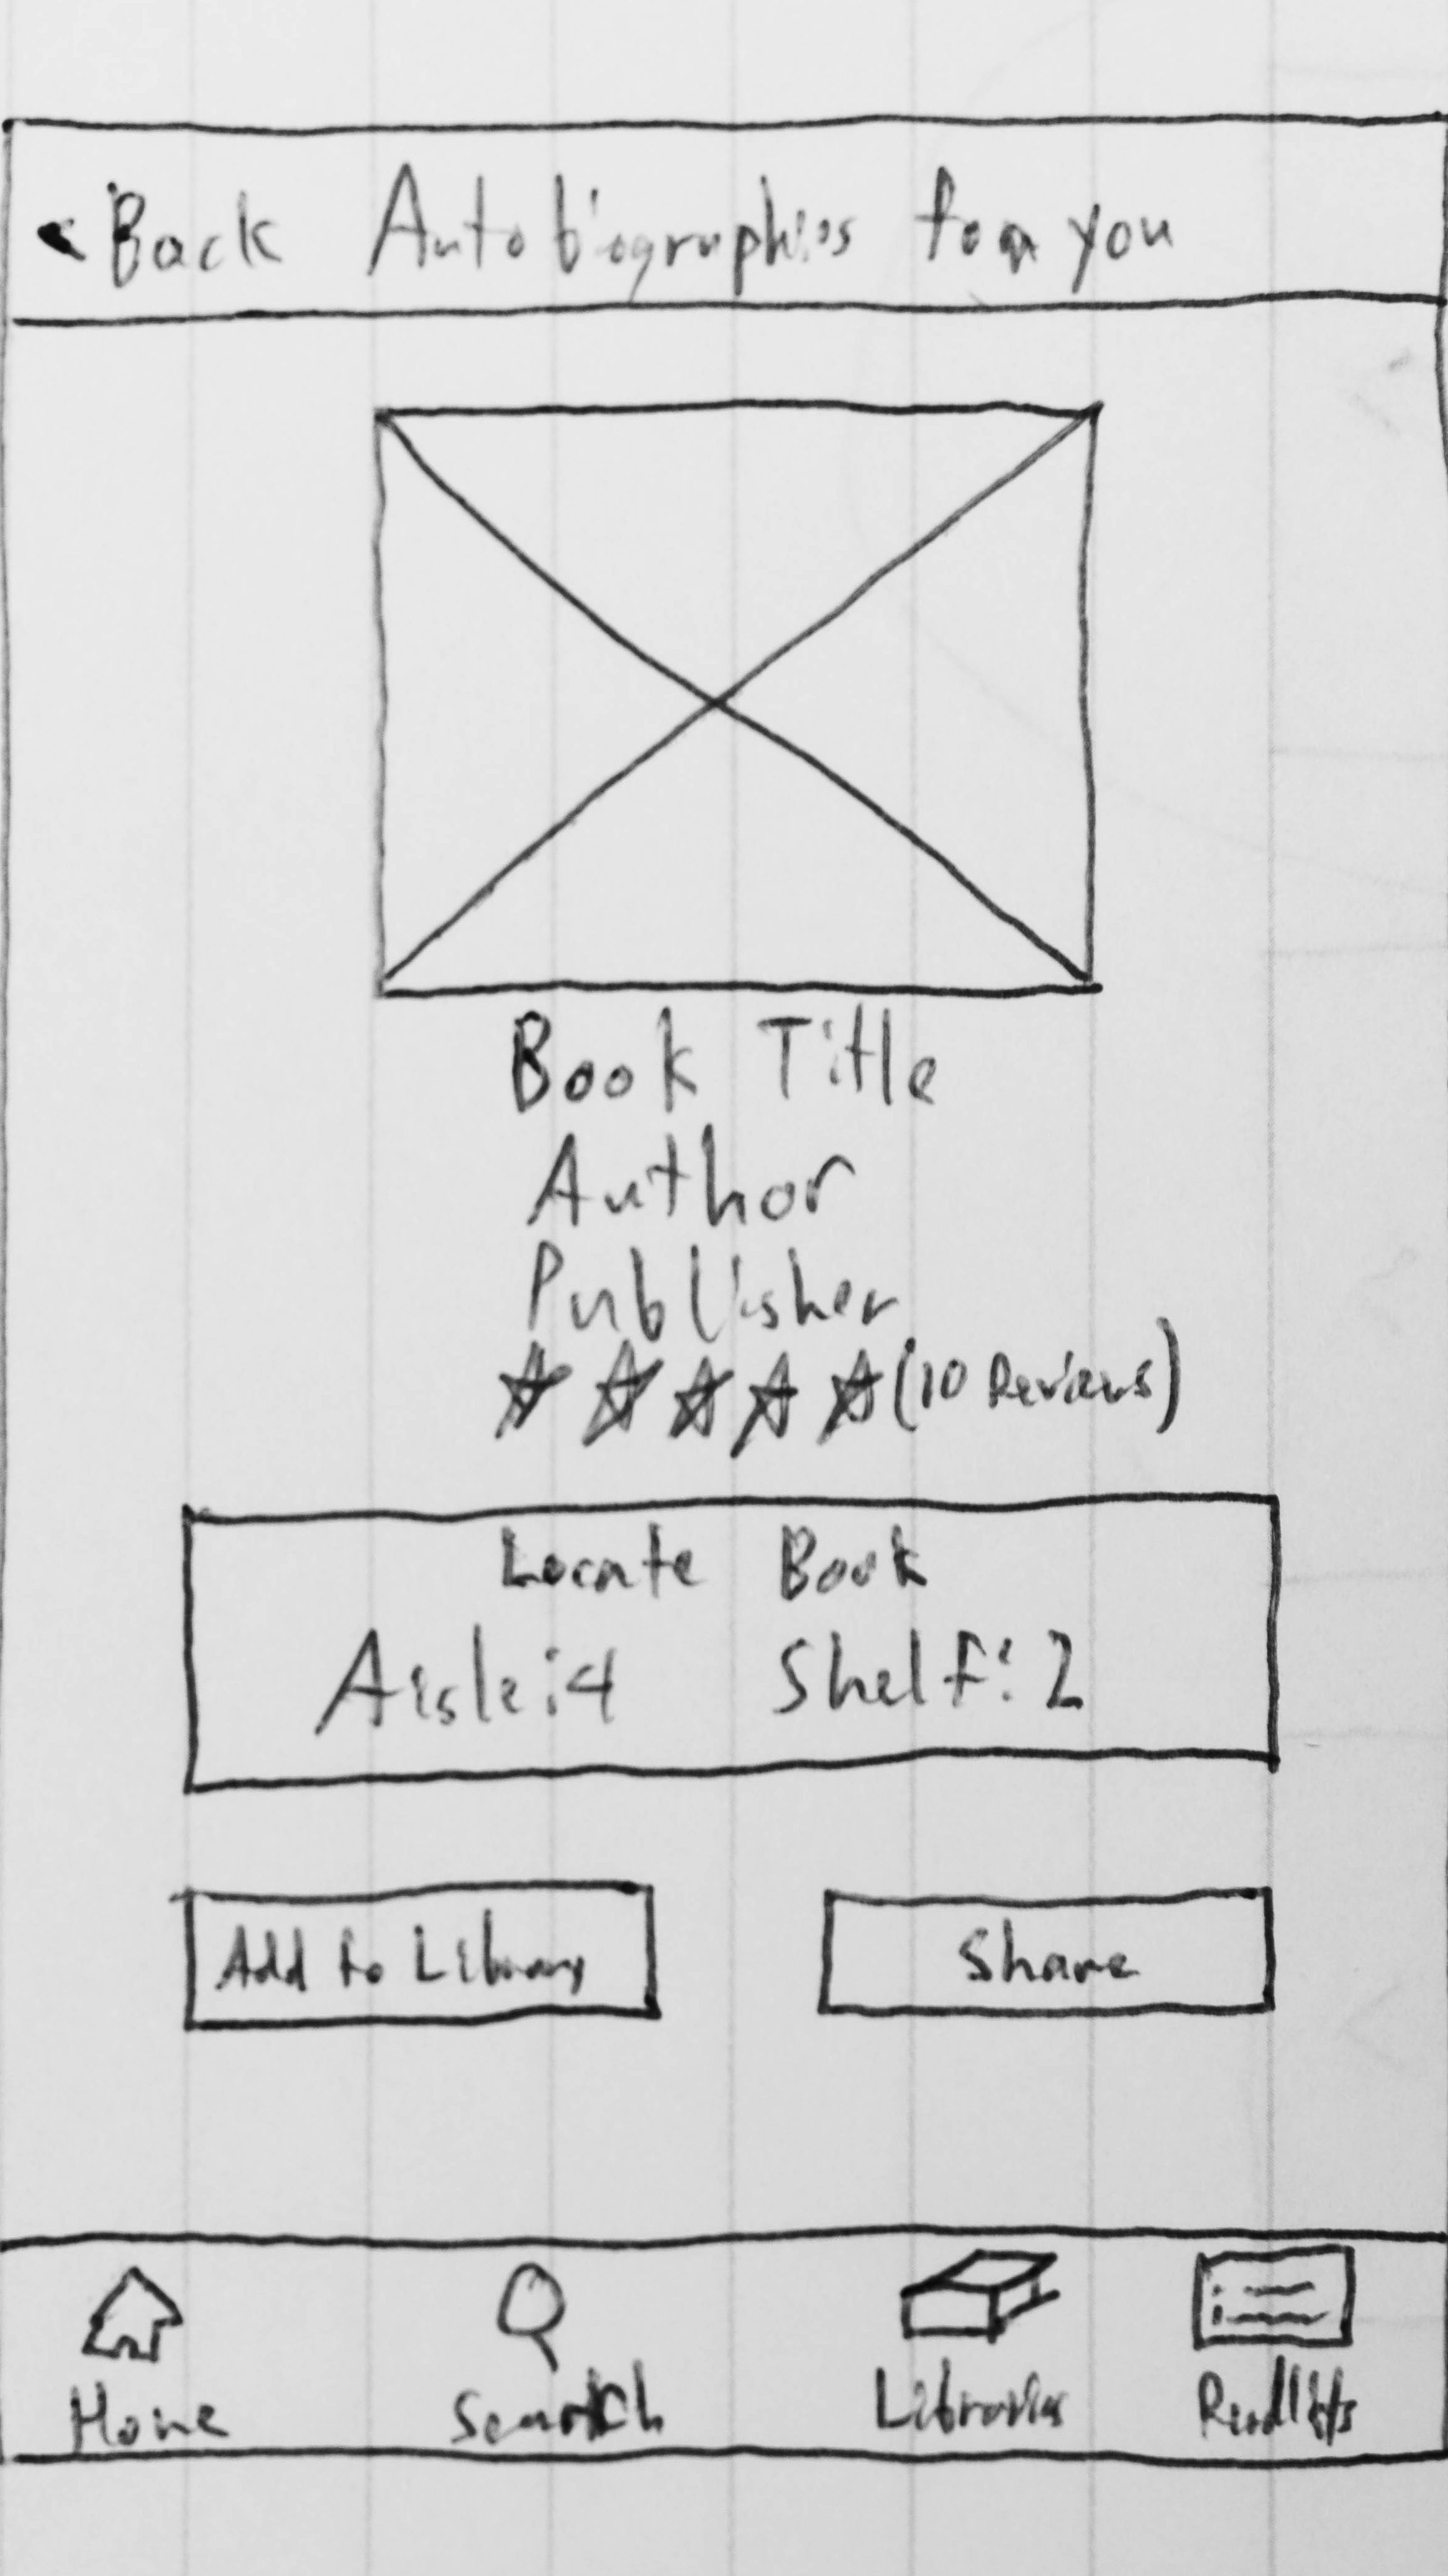 Back Autobiographies for you
Book Title
Author
Publisher
(10 Reviews)
Locate Book
Aisle:4 Shelf:2
Add to Library Share
Home Search Libraries Readlists